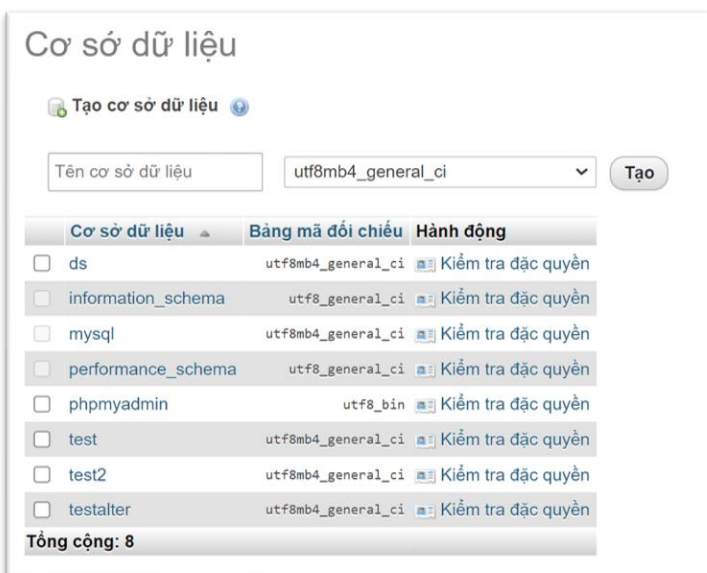 Cơ sở dữ liệu
Tạo cơ sở dữ liệu
Tên cơ sở dữ liệu utf8mb4_general_ci Tạo
Cơ sở dữ liệu Bảng mã đối chiếu Hành động
ds utf8mb4_general_ci Kiểm tra đặc quyền
information_schema utf8_general_ci Kiểm tra đặc quyền
mysql utf8mb4_general_ci Kiểm tra đặc quyền
performance_schema utf8_general_ci Kiểm tra đặc quyền
phpmyadmin utf8_bin Kiểm tra đặc quyền
test utf8mb4_general_ci Kiểm tra đặc quyền
test2 utf8mb4_general_ci Kiểm tra đặc quyền
testalter utf8mb4_general_ci Kiểm tra đặc quyền
Tổng cộng: 8